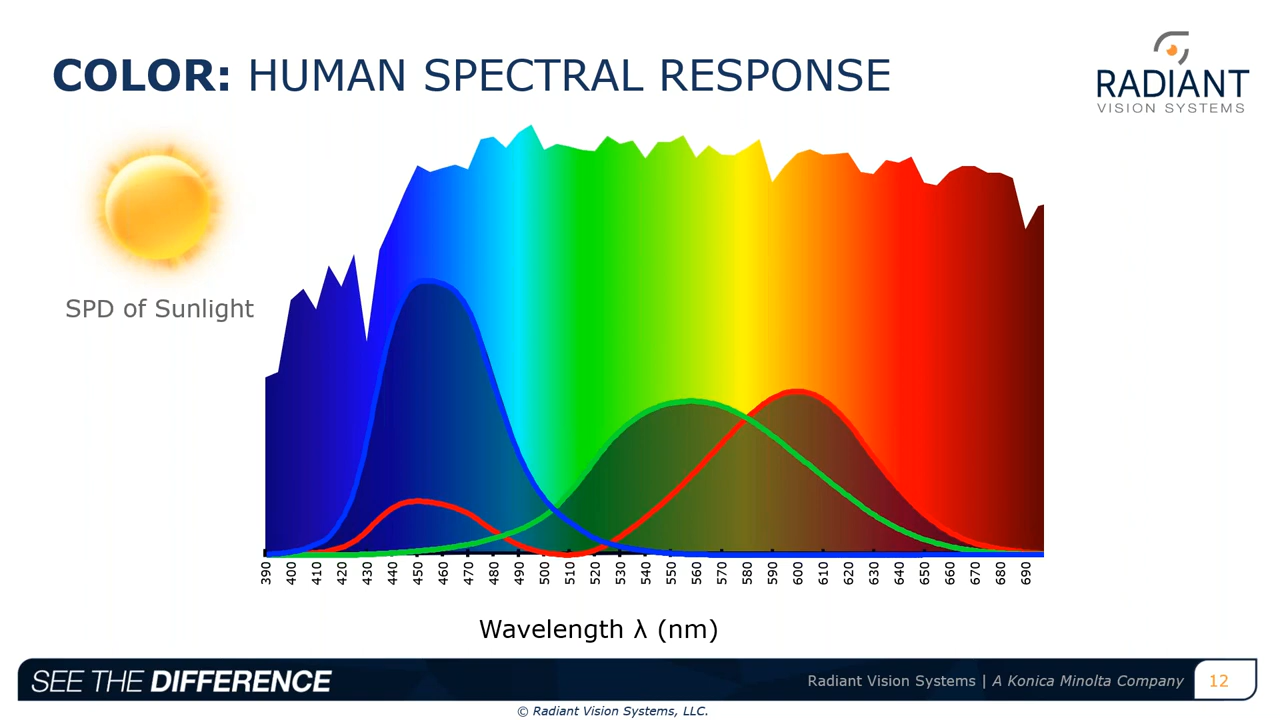 COLOR: HUMAN SPECTRAL RESPONSE
RADIANT
VISION SYSTEMS
SPD of Sunlight
390 400 410 420 430 440 450 460 470 480 490 500 510 520 530 540 550 560 570 580 590 600 610 620 630 640 650 660 670 680 690
Wavelength λ (nm)
SEE THE DIFFERENCE
Radiant Vision Systems | A Konica Minolta Company
12
© Radiant Vision Systems, LLC.